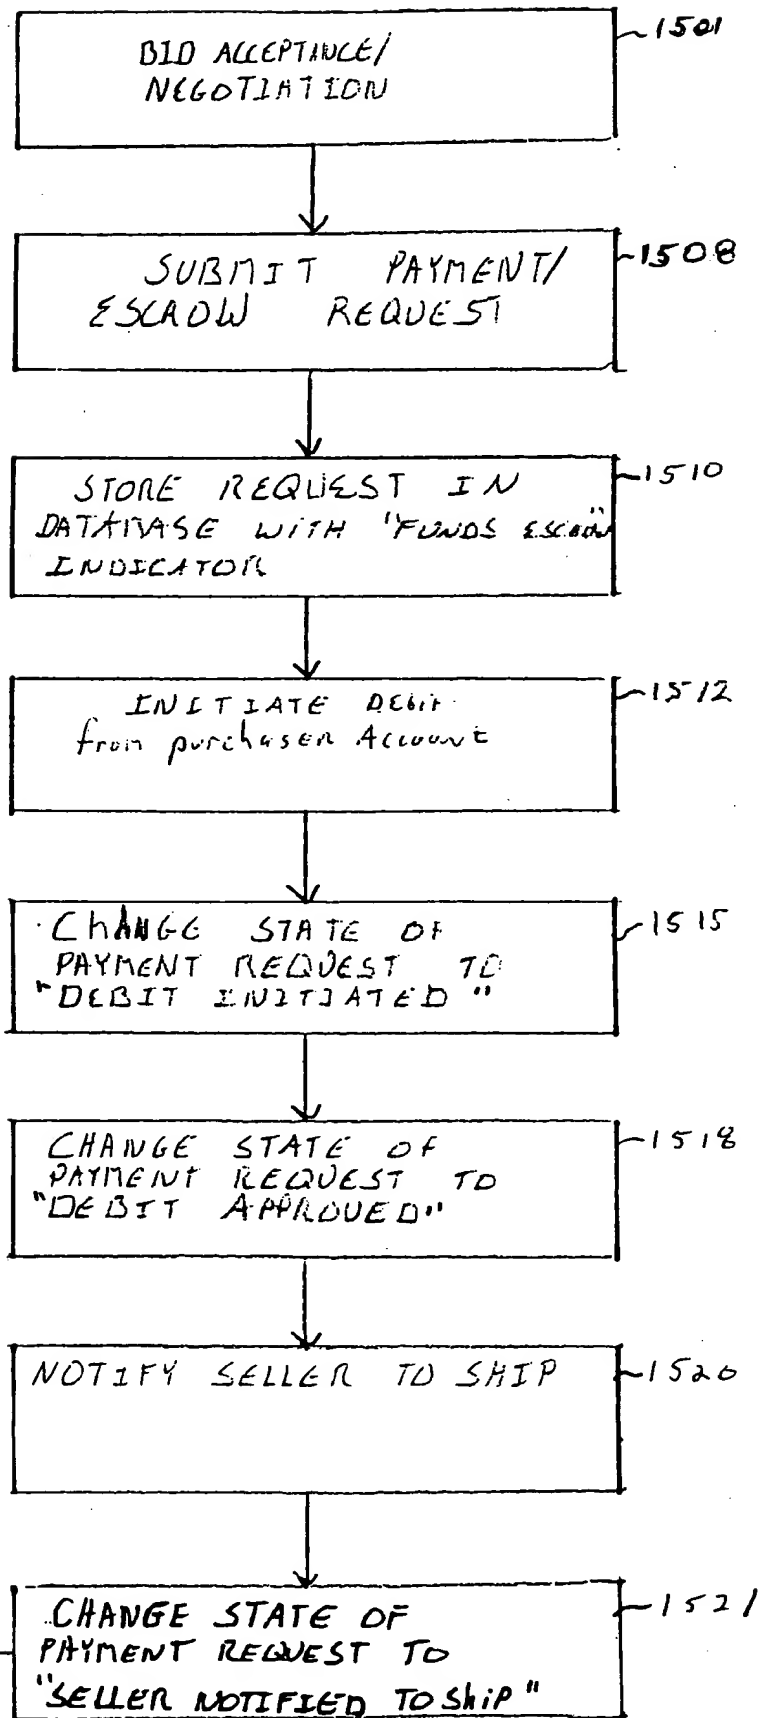 BID ACCEPTANCE/
NEGOTIATION
1501
SUBMIT PAYMENT/
ESCROW REQUEST
1508
STORE REQUEST IN
DATABASE WITH "FUNDS ESCROW"
INDICATOR
1510
INITIATE Debit
from purchaser Account
1512
ChANGE STATE OF
PAYMENT REQUEST TO
"DEBIT INITIATED"
1515
CHANGE STATE OF
PAYMENT REQUEST TO
"DEBIT APPROVED"
1518
NOTIFY SELLER TO SHIP
1520
CHANGE STATE OF
PAYMENT REQUEST TO
"SELLER NOTIFIED TO ShiP"
1521